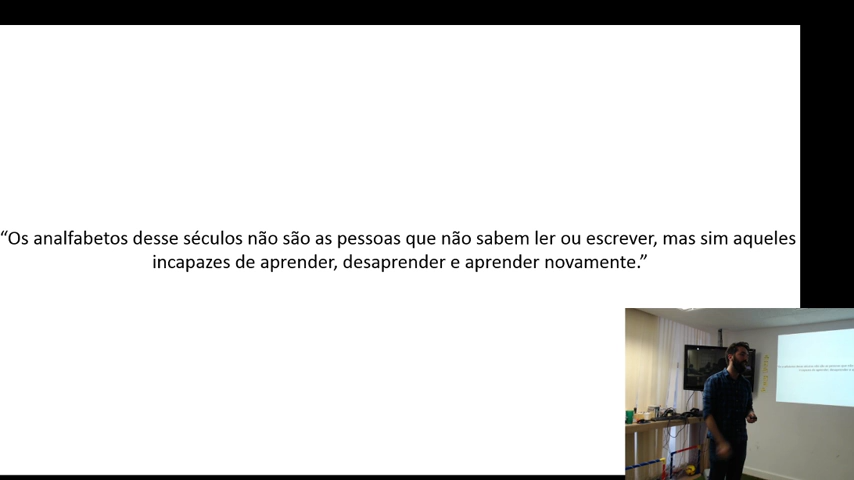 “Os analfabetos desse séculos não são as pessoas que não sabem ler ou escrever, mas sim aqueles
incapazes de aprender, desaprender e aprender novamente.”